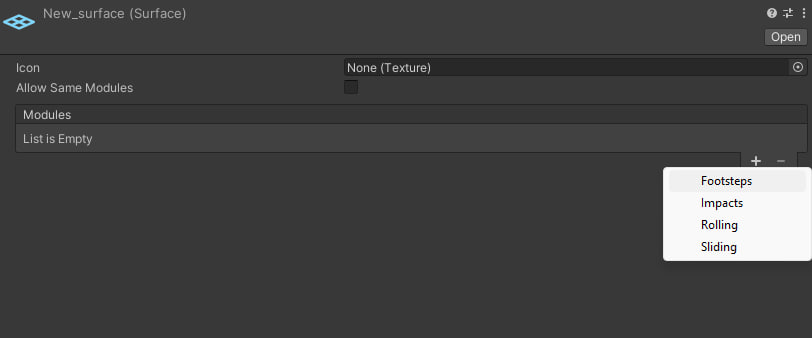 New_surface (Surface)
Open
Icon None (Texture)
Allow Same Modules
Modules
List is Empty
+ −
Footsteps
Impacts
Rolling
Sliding